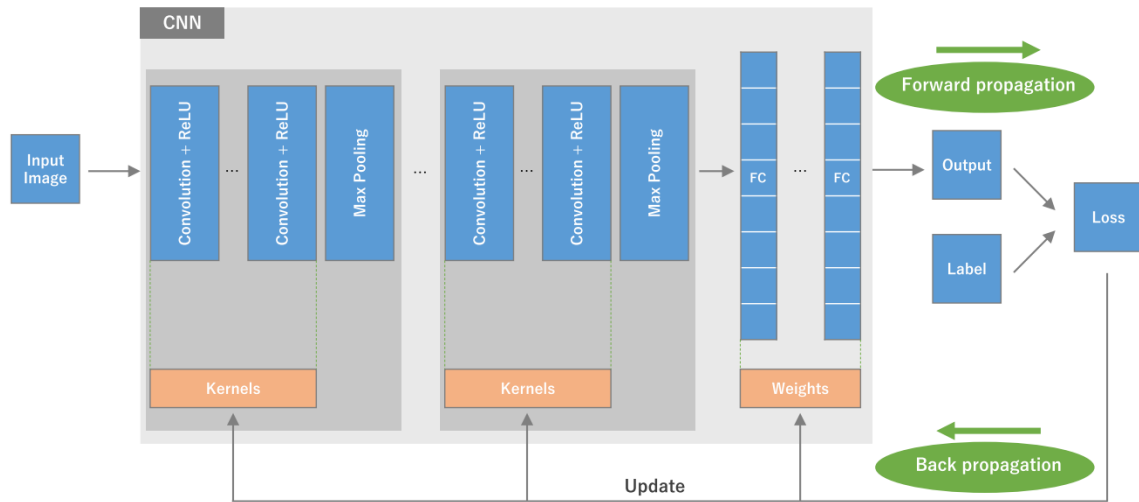 CNN
Input
Image
Convolution + ReLU
...
Convolution + ReLU
Max Pooling
...
Convolution + ReLU
...
Convolution + ReLU
Max Pooling
FC
...
FC
Forward propagation
Output
Label
Loss
Kernels
Kernels
Weights
Back propagation
Update